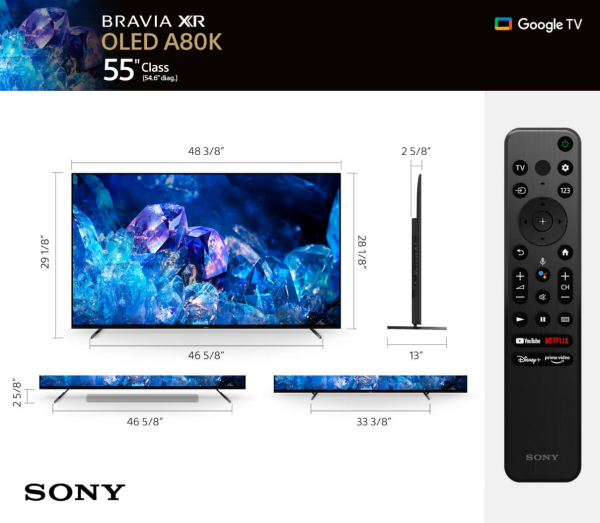 BRAVIA XR
OLED A80K
55" Class
(54.6" diag.)
Google TV
48 3/8"
2 5/8"
29 1/8"
28 1/8"
46 5/8"
13"
2 5/8"
46 5/8"
33 3/8"
SONY
TV
123
CH
YouTube NETFLIX
Disney+ prime video
SONY